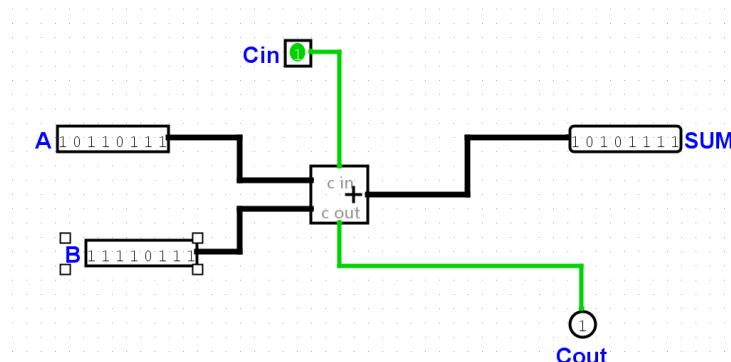 Cin 1
A 10110111
10101111 SUM
c in
+
c out
B 11110111
1
Cout